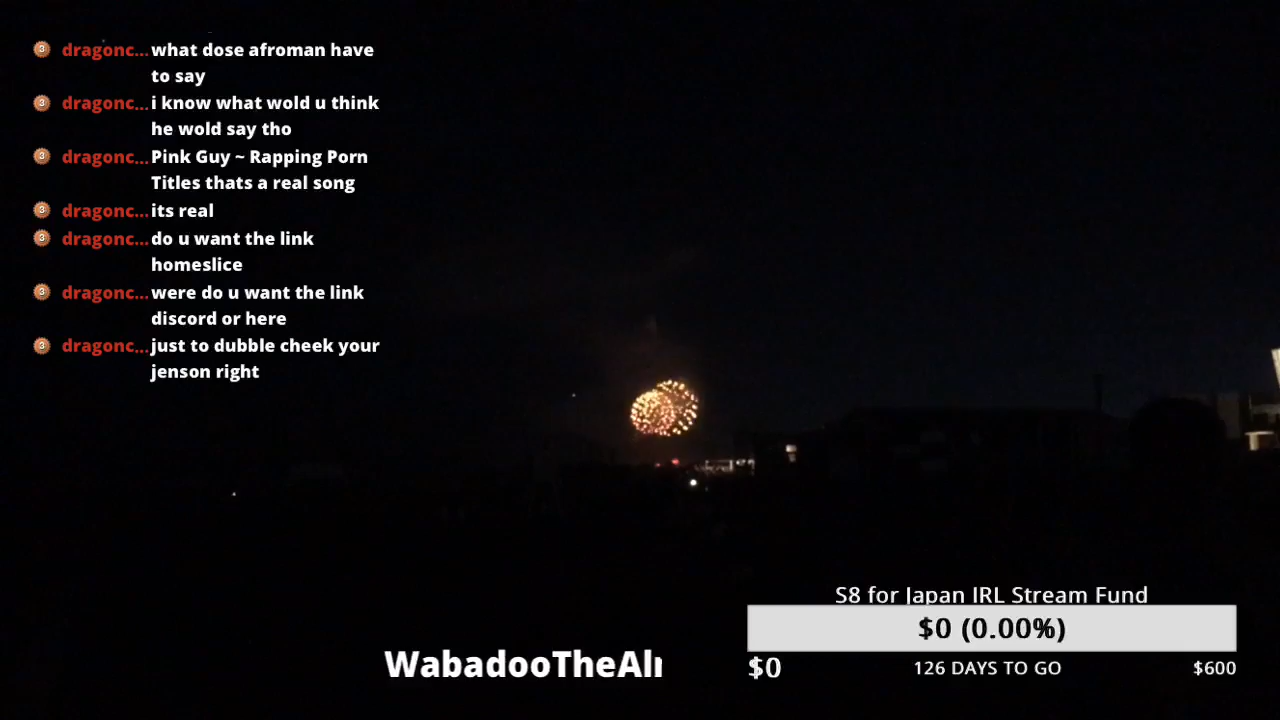 dragonc... what dose afroman have
to say
dragonc... i know what wold u think
he wold say tho
dragonc... Pink Guy ~ Rapping Porn
Titles thats a real song
dragonc... its real
dragonc... do u want the link
homeslice
dragonc... were do u want the link
discord or here
dragonc... just to dubble cheek your
jenson right
S8 for Japan IRL Stream Fund
$0 (0.00%)
$0 126 DAYS TO GO $600
WabadooTheAl